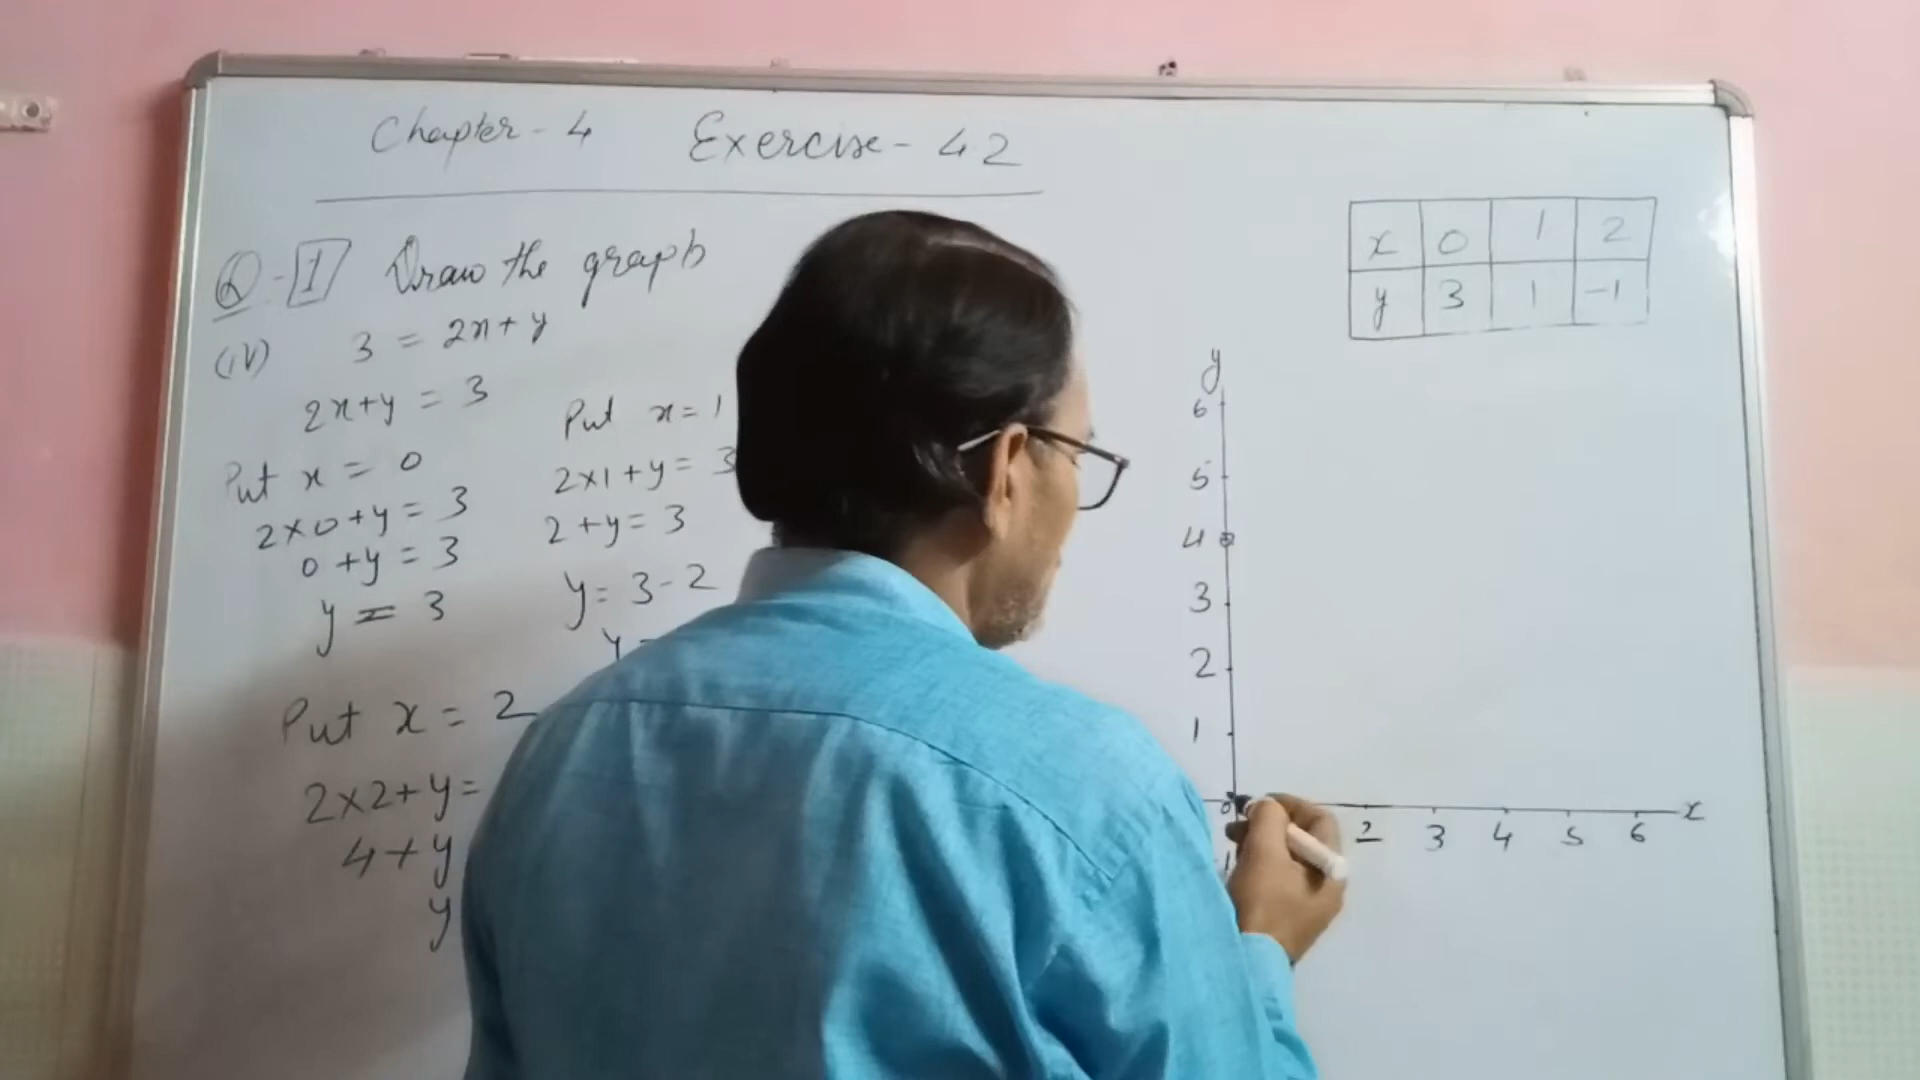 Chapter - 4 Exercise - 4.2
Q - 1 Draw the graph
(iv) 3 = 2x + y
2x + y = 3
Put x = 0
2 × 0 + y = 3
0 + y = 3
y = 3
Put x = 1
2 × 1 + y = 3
2 + y = 3
y = 3 - 2
y =
Put x = 2
2 × 2 + y =
4 + y
y
x 0 1 2
y 3 1 -1
y
6
5
4
3
2
1
0 2 3 4 5 6 x